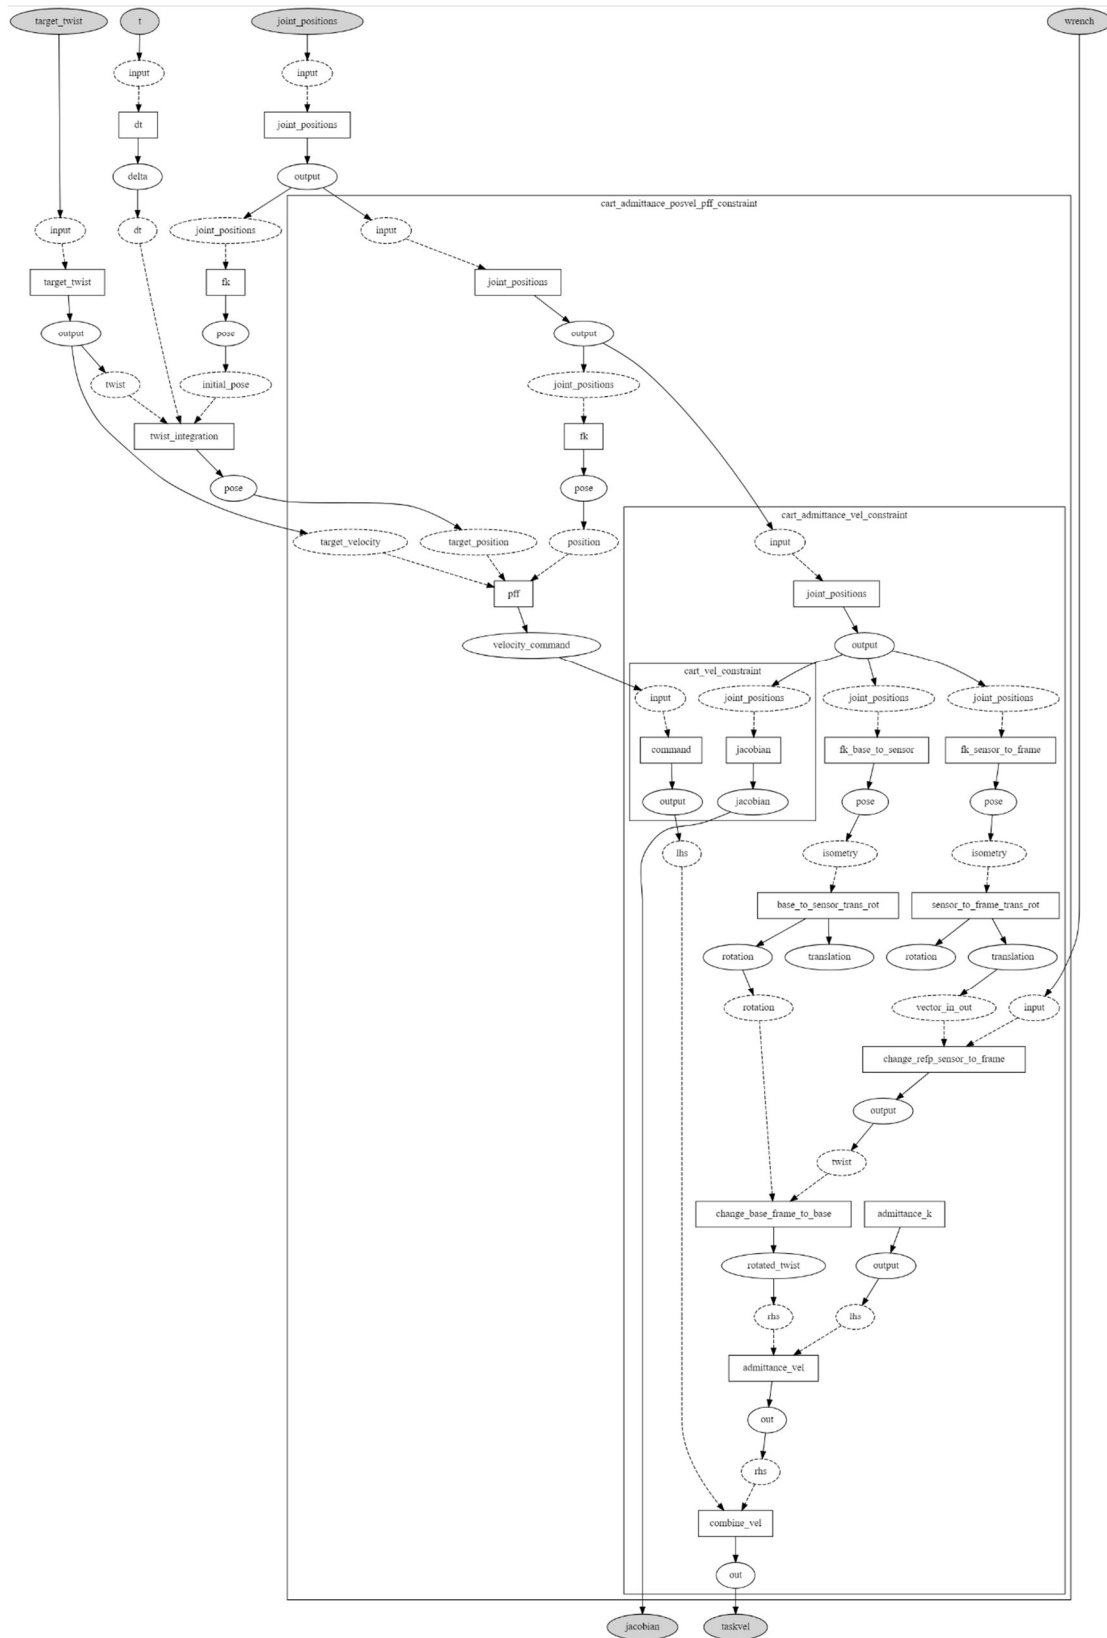 target_twist
t
joint_positions
wrench
input
input
dt
joint_positions
delta
output
cart_admittance_posvel_pff_constraint
input
dt
joint_positions
input
target_twist
fk
joint_positions
output
pose
output
twist
initial_pose
joint_positions
twist_integration
fk
pose
pose
cart_admittance_vel_constraint
target_velocity
target_position
position
input
pff
joint_positions
velocity_command
output
cart_vel_constraint
input
joint_positions
joint_positions
joint_positions
command
jacobian
fk_base_to_sensor
fk_sensor_to_frame
output
jacobian
pose
pose
lhs
isometry
isometry
base_to_sensor_trans_rot
sensor_to_frame_trans_rot
rotation
translation
rotation
translation
rotation
vector_in_out
input
change_refp_sensor_to_frame
output
twist
change_base_frame_to_base
admittance_k
rotated_twist
output
rhs
lhs
admittance_vel
out
rhs
combine_vel
out
jacobian
taskvel